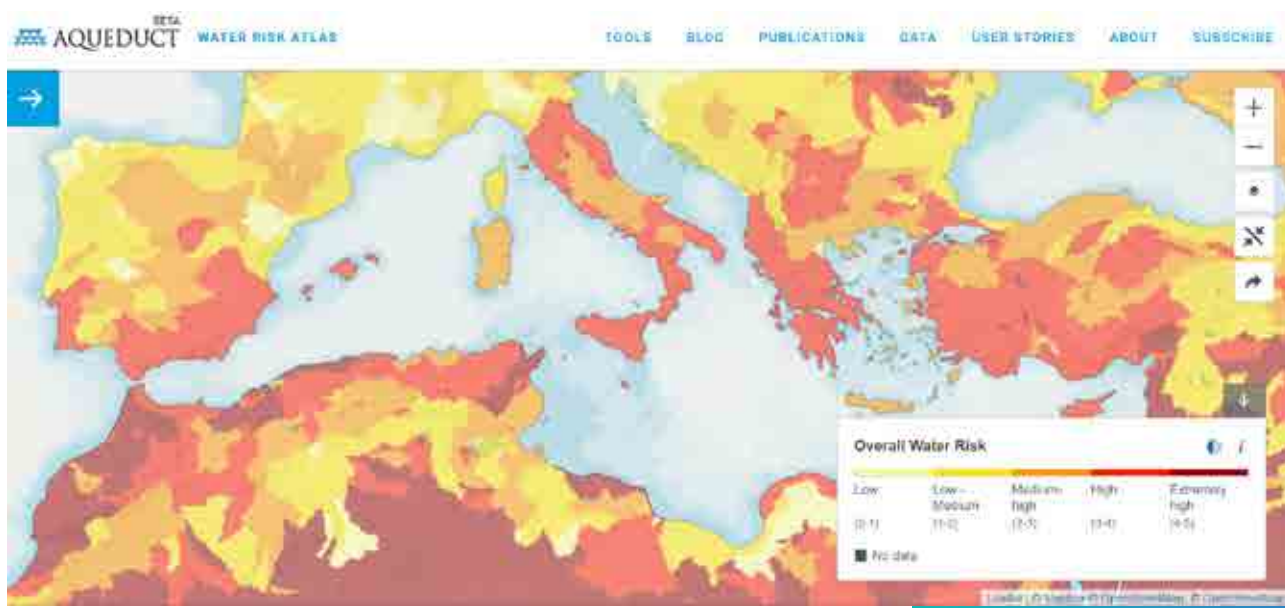 BETA
AQUEDUCT WATER RISK ATLAS TOOLS BLOG PUBLICATIONS DATA USER STORIES ABOUT SUBSCRIBE
Overall Water Risk
Low Low - Medium Medium- high High Extremely high
(0-1) (1-2) (2-3) (3-4) (4-5)
No data
Leaflet